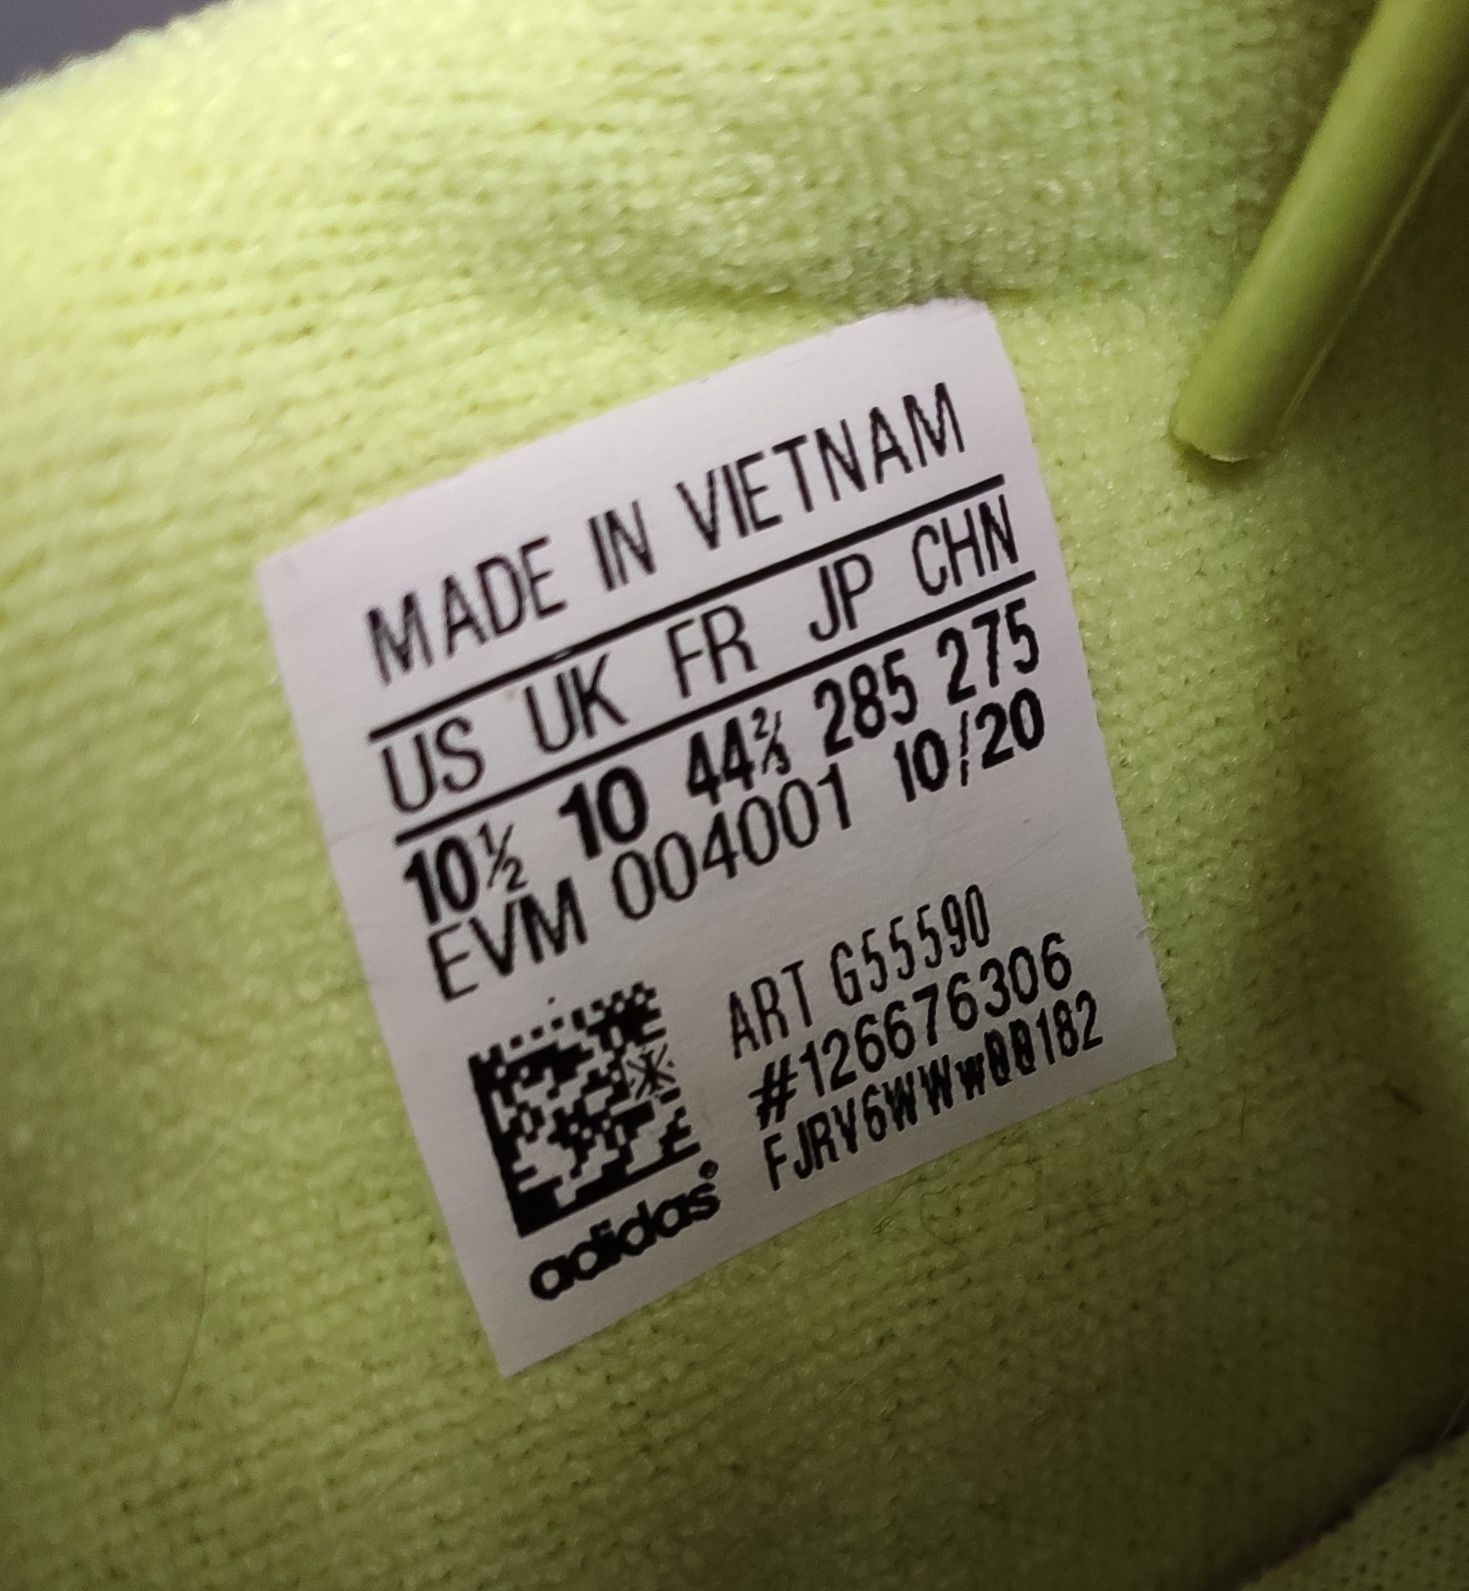 MADE IN VIETNAM
US UK FR JP CHN
10½ 10 44⅔ 285 275
EVM 004001 10/20
ART G55590
#126676306
FJRV6WWw00182
adidas®